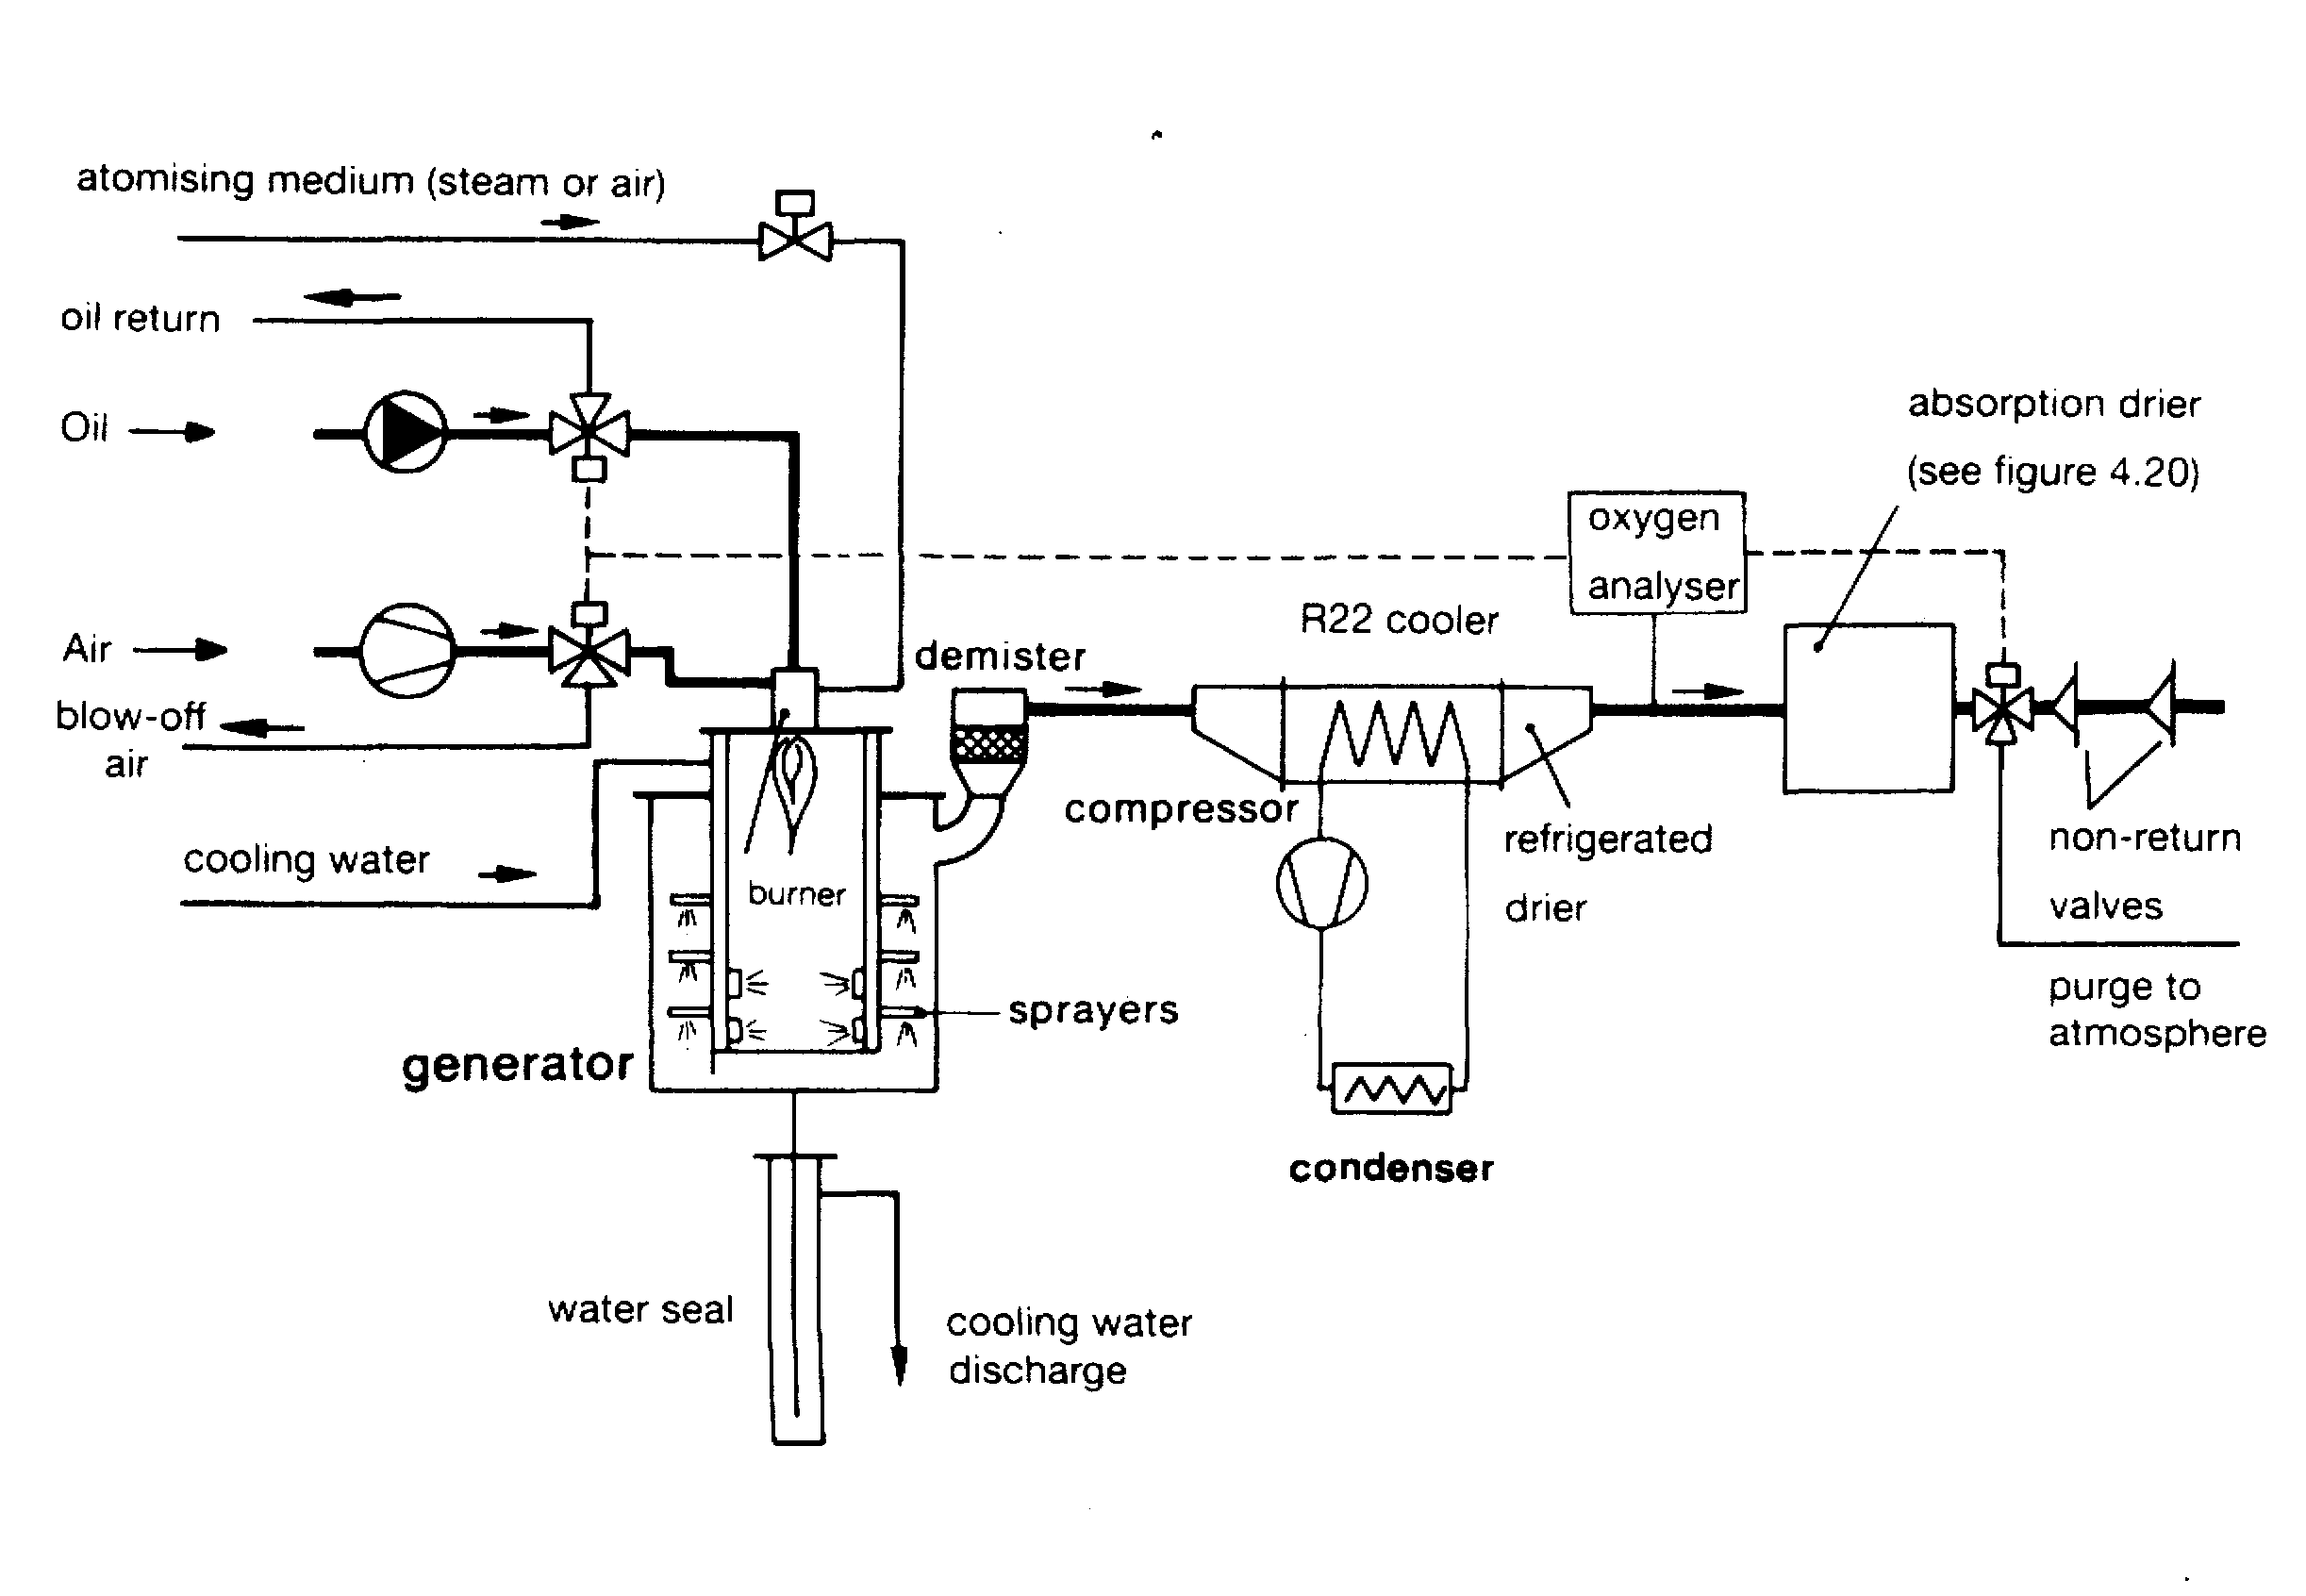 atomising medium (steam or air)
oil return
Oil
Air
blow-off
air
cooling water
demister
R22 cooler
oxygen
analyser
absorption drier
(see figure 4.20)
compressor
refrigerated
drier
non-return
valves
purge to
atmosphere
burner
sprayers
generator
condenser
water seal
cooling water
discharge